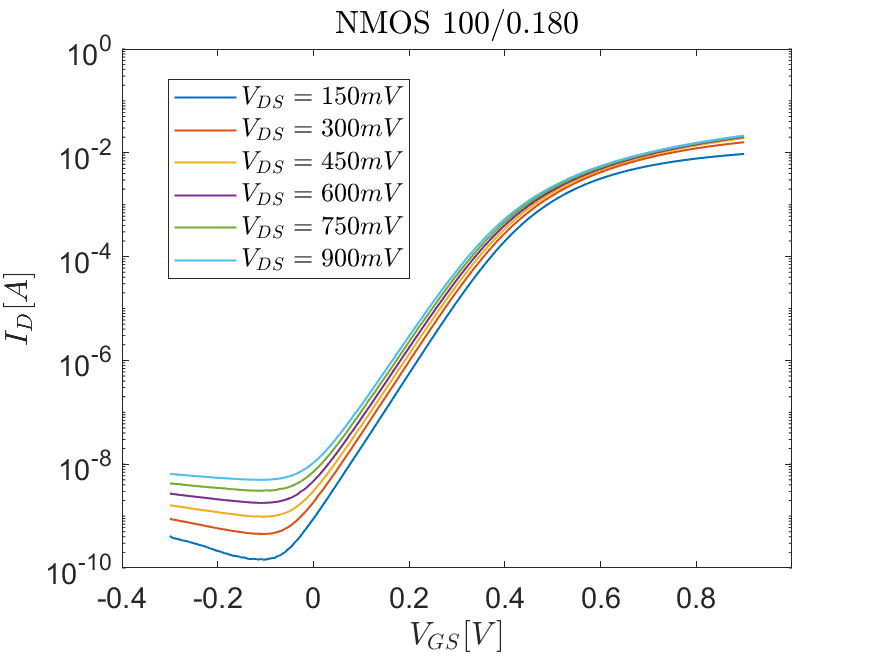 NMOS 100/0.180
10^0
10^-2
10^-4
10^-6
10^-8
10^-10
I_D[A]
V_DS = 150mV
V_DS = 300mV
V_DS = 450mV
V_DS = 600mV
V_DS = 750mV
V_DS = 900mV
-0.4 -0.2 0 0.2 0.4 0.6 0.8
V_GS[V]